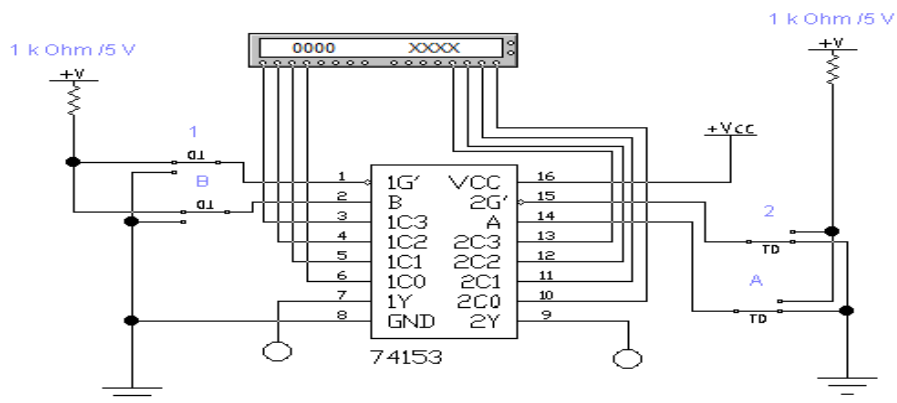 1 k Ohm /5 V
+V
0000 XXXX
1 k Ohm /5 V
+V
+Vcc
1
TD
B
TD
1 1G' VCC 16
2 B 2G' 15
3 1C3 A 14
4 1C2 2C3 13
5 1C1 2C2 12
6 1C0 2C1 11
7 1Y 2C0 10
8 GND 2Y 9
74153
2
TD
A
TD